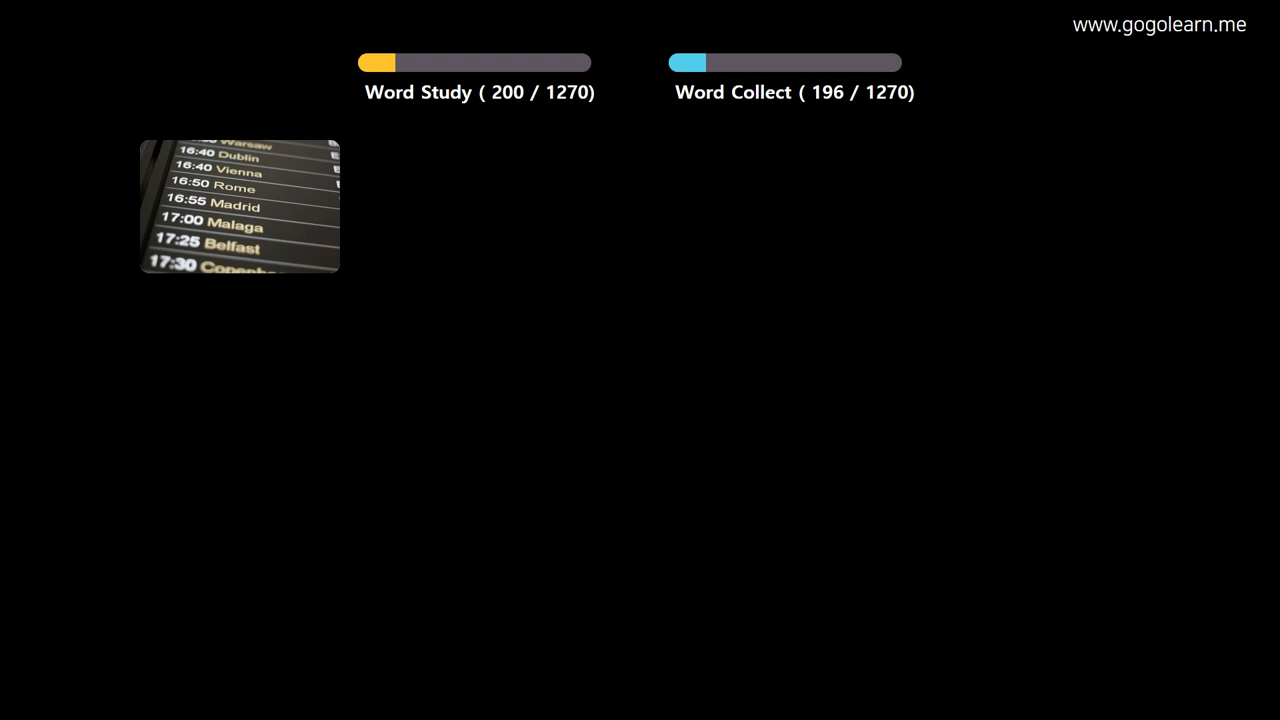 www.gogolearn.me
Word Study ( 200 / 1270)
Word Collect ( 196 / 1270)
Warsaw
16:40 Dublin
16:40 Vienna
16:50 Rome
16:55 Madrid
17:00 Malaga
17:25 Belfast
17:30